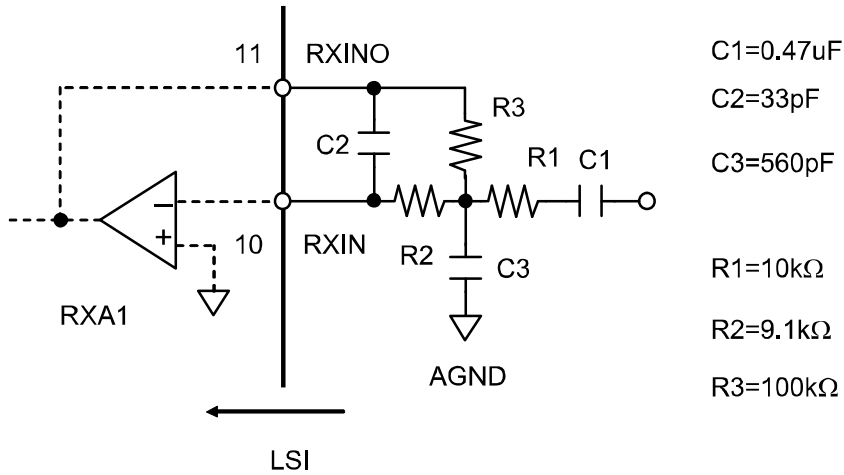 11 RXINO
C1=0.47uF
C2=33pF
R3
C2
R1 C1
C3=560pF
−
+
10 RXIN
R2
C3
R1=10kΩ
RXA1
R2=9.1kΩ
AGND
R3=100kΩ
LSI